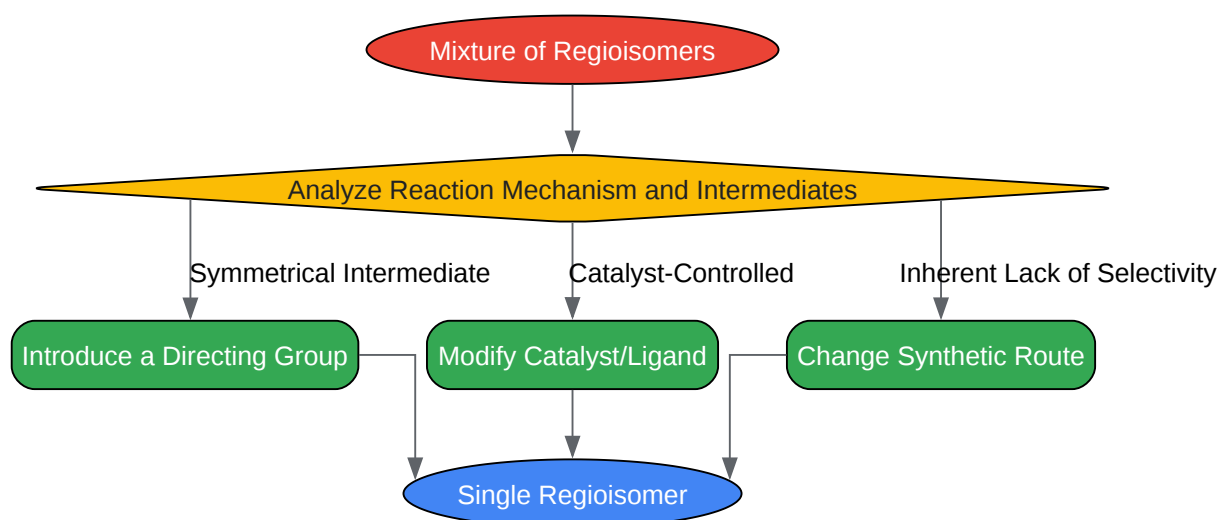 Mixture of Regioisomers
Analyze Reaction Mechanism and Intermediates
Symmetrical Intermediate
Catalyst-Controlled
Inherent Lack of Selectivity
Introduce a Directing Group
Modify Catalyst/Ligand
Change Synthetic Route
Single Regioisomer